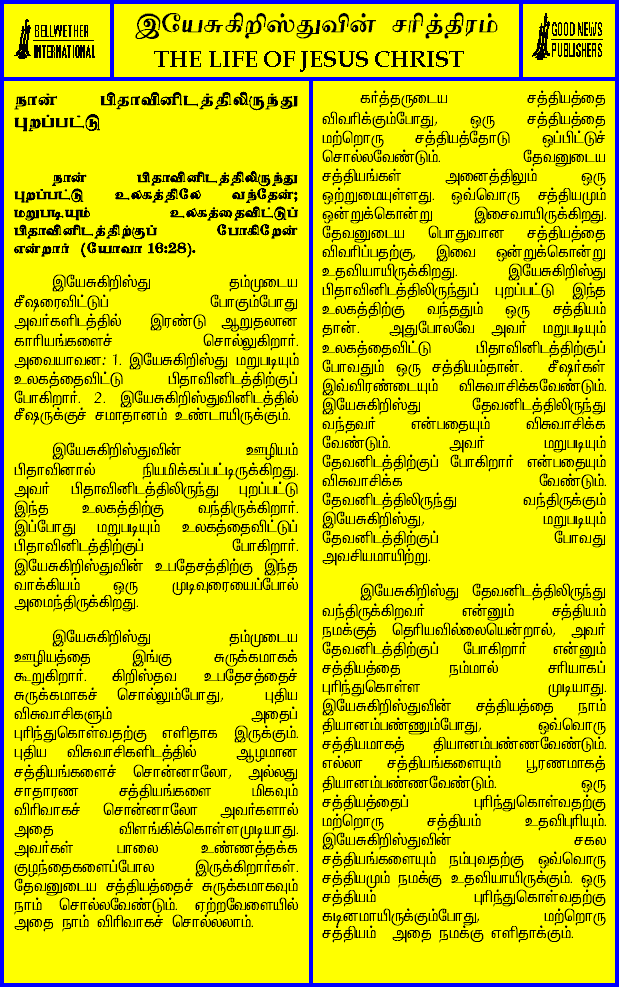 BELLWETHER
INTERNATIONAL
இயேசுகிறிஸ்துவின் சரித்திரம்
THE LIFE OF JESUS CHRIST
GOOD NEWS
PUBLISHERS
நான் பிதாவினிடத்திலிருந்து
புறப்பட்டு
நான் பிதாவினிடத்திலிருந்து
புறப்பட்டு உலகத்திலே வந்தேன்;
மறுபடியும் உலகத்தைவிட்டுப்
பிதாவினிடத்திற்குப் போகிறேன்
என்றார் (யோவா 16:28).
இயேசுகிறிஸ்து தம்முடைய
சீஷரைவிட்டுப் போகும்போது
அவர்களிடத்தில் இரண்டு ஆறுதலான
காரியங்களைச் சொல்லுகிறார்.
அவையாவன: 1. இயேசுகிறிஸ்து மறுபடியும்
உலகத்தைவிட்டு பிதாவினிடத்திற்குப்
போகிறார். 2. இயேசுகிறிஸ்துவினிடத்தில்
சீஷருக்குச் சமாதானம் உண்டாயிருக்கும்.
இயேசுகிறிஸ்துவின் ஊழியம்
பிதாவினால் நியமிக்கப்பட்டிருக்கிறது.
அவர் பிதாவினிடத்திலிருந்து புறப்பட்டு
இந்த உலகத்திற்கு வந்திருக்கிறார்.
இப்போது மறுபடியும் உலகத்தைவிட்டுப்
பிதாவினிடத்திற்குப் போகிறார்.
இயேசுகிறிஸ்துவின் உபதேசத்திற்கு இந்த
வாக்கியம் ஒரு முடிவுரையைப்போல்
அமைந்திருக்கிறது.
இயேசுகிறிஸ்து தம்முடைய
ஊழியத்தை இங்கு சுருக்கமாகக்
கூறுகிறார். கிறிஸ்தவ உபதேசத்தைச்
சுருக்கமாகச் சொல்லும்போது, புதிய
விசுவாசிகளும் அதைப்
புரிந்துகொள்வதற்கு எளிதாக இருக்கும்.
புதிய விசுவாசிகளிடத்தில் ஆழமான
சத்தியங்களைச் சொன்னாலோ, அல்லது
சாதாரண சத்தியங்களை மிகவும்
விரிவாகச் சொன்னாலோ அவர்களால்
அதை விளங்கிக்கொள்ளமுடியாது.
அவர்கள் பாலை உண்ணத்தக்க
குழந்தைகளைப்போல இருக்கிறார்கள்.
தேவனுடைய சத்தியத்தைச் சுருக்கமாகவும்
நாம் சொல்லவேண்டும். ஏற்றவேளையில்
அதை நாம் விரிவாகச் சொல்லலாம்.
கர்த்தருடைய சத்தியத்தை
விவரிக்கும்போது, ஒரு சத்தியத்தை
மற்றொரு சத்தியத்தோடு ஒப்பிட்டுச்
சொல்லவேண்டும். தேவனுடைய
சத்தியங்கள் அனைத்திலும் ஒரு
ஒற்றுமையுள்ளது. ஒவ்வொரு சத்தியமும்
ஒன்றுக்கொன்று இசைவாயிருக்கிறது.
தேவனுடைய பொதுவான சத்தியத்தை
விவரிப்பதற்கு, இவை ஒன்றுக்கொன்று
உதவியாயிருக்கிறது. இயேசுகிறிஸ்து
பிதாவினிடத்திலிருந்துப் புறப்பட்டு இந்த
உலகத்திற்கு வந்ததும் ஒரு சத்தியம்
தான். அதுபோலவே அவர் மறுபடியும்
உலகத்தைவிட்டு பிதாவினிடத்திற்குப்
போவதும் ஒரு சத்தியம்தான். சீஷர்கள்
இவ்விரண்டையும் விசுவாசிக்கவேண்டும்.
இயேசுகிறிஸ்து தேவனிடத்திலிருந்து
வந்தவர் என்பதையும் விசுவாசிக்க
வேண்டும். அவர் மறுபடியும்
தேவனிடத்திற்குப் போகிறார் என்பதையும்
விசுவாசிக்க வேண்டும்.
தேவனிடத்திலிருந்து வந்திருக்கும்
இயேசுகிறிஸ்து, மறுபடியும்
தேவனிடத்திற்குப் போவது
அவசியமாயிற்று.
இயேசுகிறிஸ்து தேவனிடத்திலிருந்து
வந்திருக்கிறவர் என்னும் சத்தியம்
நமக்குத் தெரியவில்லையென்றால், அவர்
தேவனிடத்திற்குப் போகிறார் என்னும்
சத்தியத்தை நம்மால் சரியாகப்
புரிந்துகொள்ள முடியாது.
இயேசுகிறிஸ்துவின் சத்தியத்தை நாம்
தியானம்பண்ணும்போது, ஒவ்வொரு
சத்தியமாகத் தியானம்பண்ணவேண்டும்.
எல்லா சத்தியங்களையும் பூரணமாகத்
தியானம்பண்ணவேண்டும். ஒரு
சத்தியத்தைப் புரிந்துகொள்வதற்கு
மற்றொரு சத்தியம் உதவிபுரியும்.
இயேசுகிறிஸ்துவின் சகல
சத்தியங்களையும் நம்புவதற்கு ஒவ்வொரு
சத்தியமும் நமக்கு உதவியாயிருக்கும். ஒரு
சத்தியம் புரிந்துகொள்வதற்கு
கடினமாயிருக்கும்போது, மற்றொரு
சத்தியம் அதை நமக்கு எளிதாக்கும்.